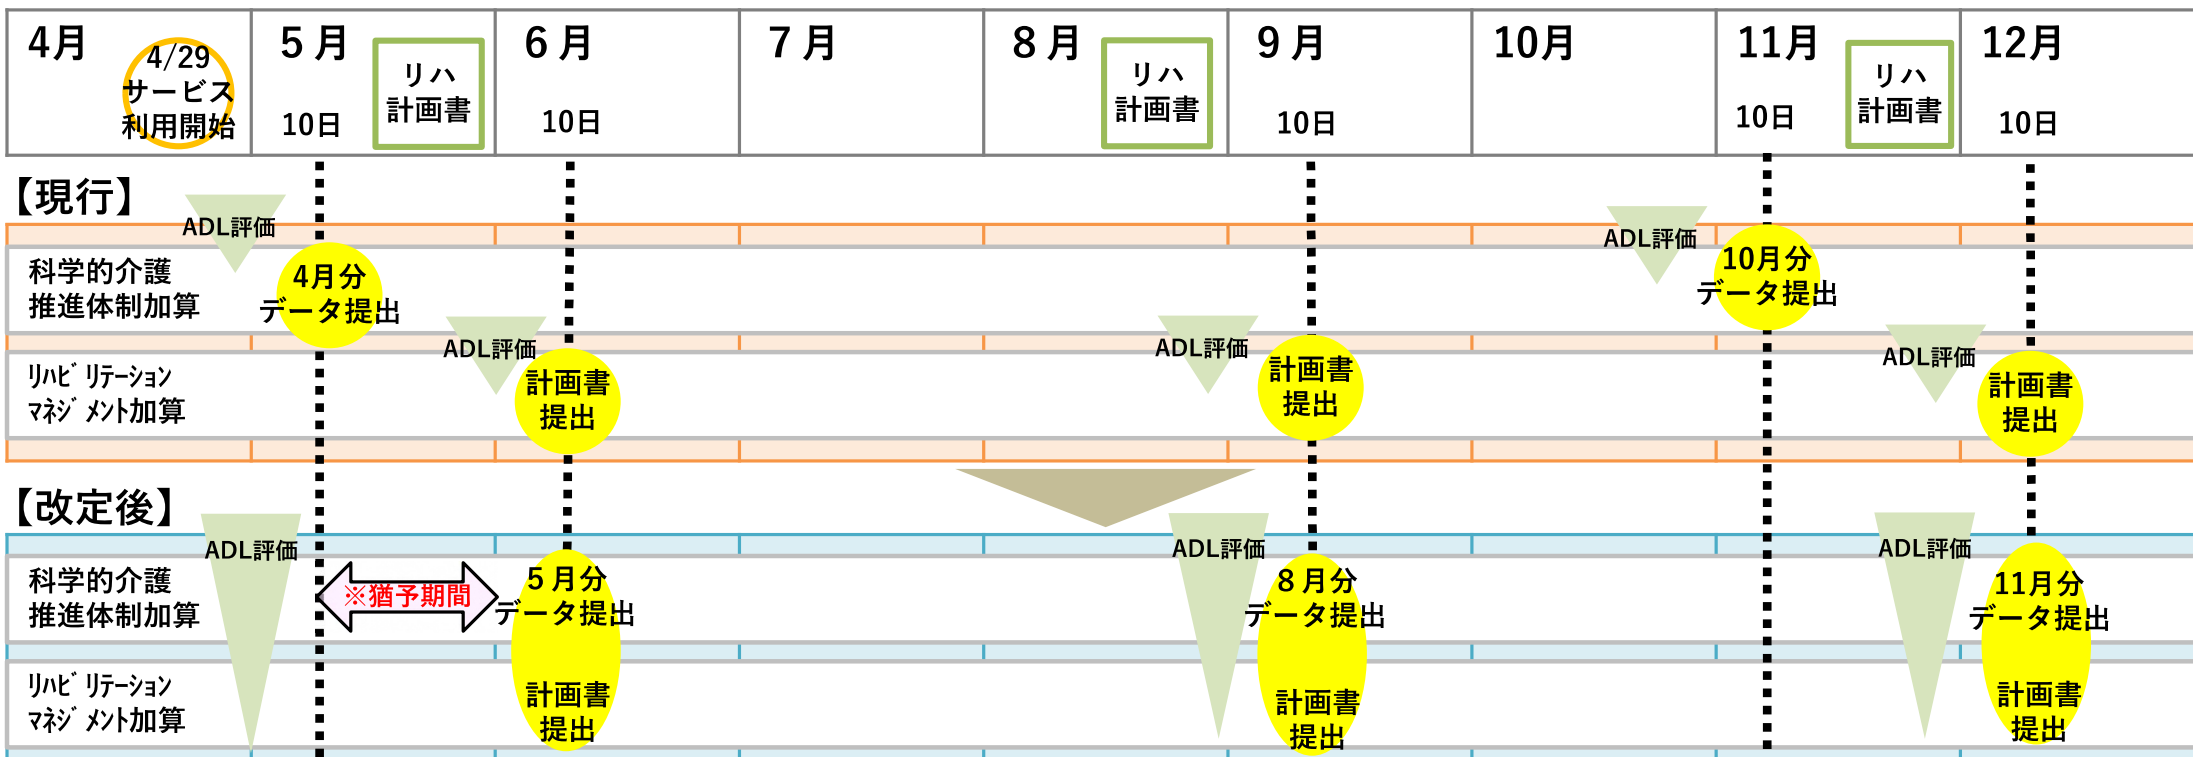 4月
4/29
サービス
利用開始
5月
10日
リハ
計画書
6月
10日
7月
8月
リハ
計画書
9月
10日
10月
11月
10日
リハ
計画書
12月
10日
【現行】
ADL評価
ADL評価
科学的介護
推進体制加算
4月分
データ提出
10月分
データ提出
ADL評価
ADL評価
ADL評価
ﾘﾊﾋﾞﾘﾃｰｼｮﾝ
ﾏﾈｼﾞﾒﾝﾄ加算
計画書
提出
計画書
提出
計画書
提出
【改定後】
ADL評価
ADL評価
ADL評価
科学的介護
推進体制加算
※猶予期間
5月分
データ提出
8月分
データ提出
11月分
データ提出
ﾘﾊﾋﾞﾘﾃｰｼｮﾝ
ﾏﾈｼﾞﾒﾝﾄ加算
計画書
提出
計画書
提出
計画書
提出